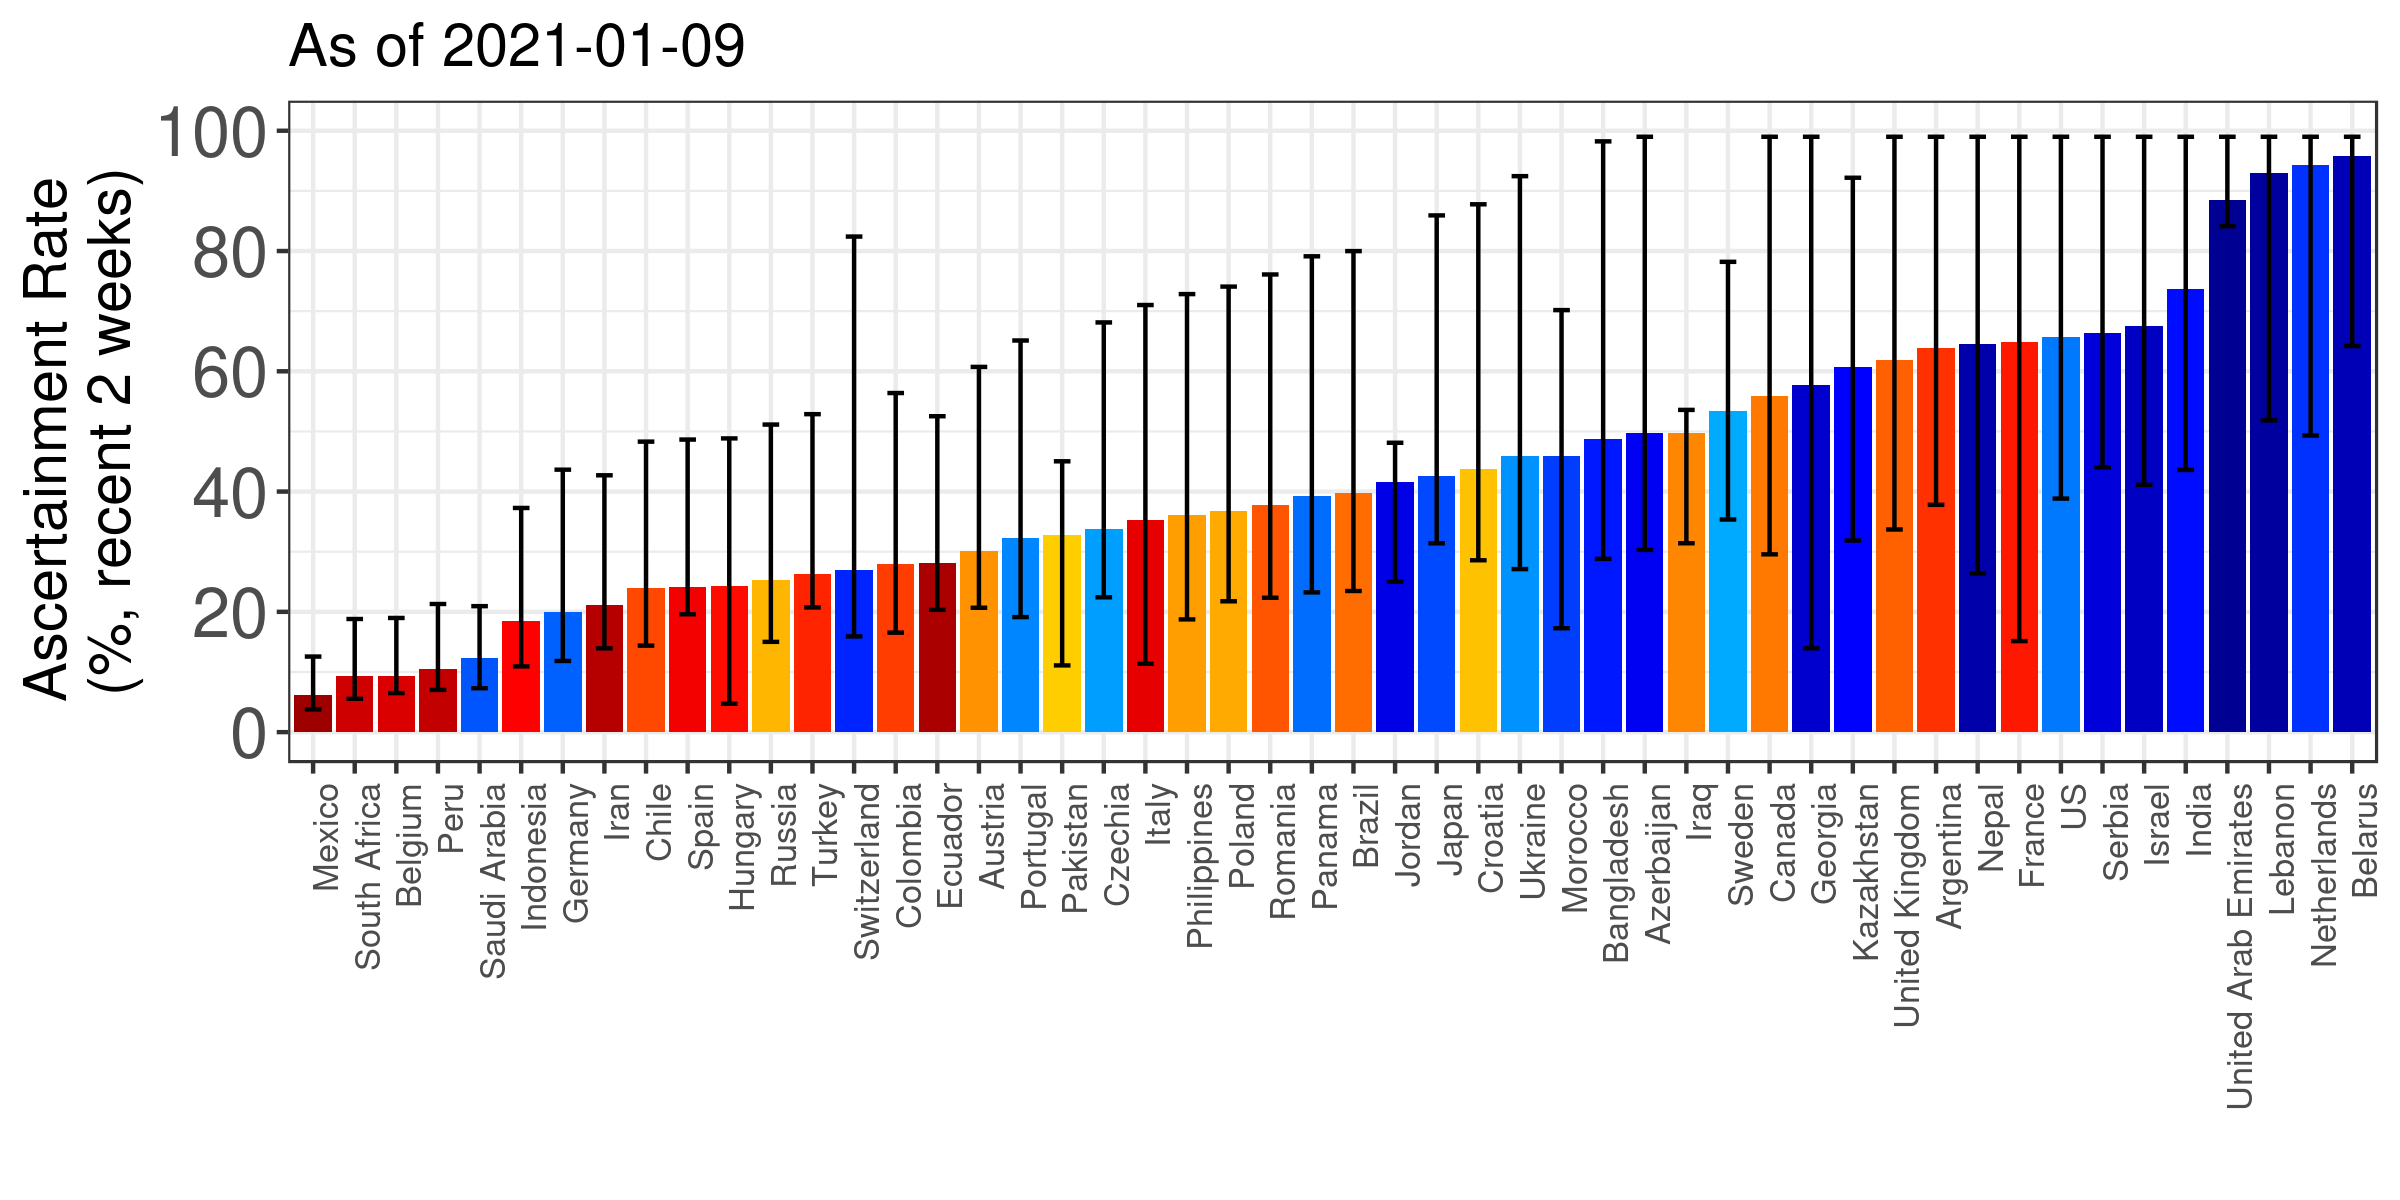 As of 2021-01-09
Ascertainment Rate
(%, recent 2 weeks)
100
80
60
40
20
0
Mexico
South Africa
Belgium
Peru
Saudi Arabia
Indonesia
Germany
Iran
Chile
Spain
Hungary
Russia
Turkey
Switzerland
Colombia
Ecuador
Austria
Portugal
Pakistan
Czechia
Italy
Philippines
Poland
Romania
Panama
Brazil
Jordan
Japan
Croatia
Ukraine
Morocco
Bangladesh
Azerbaijan
Iraq
Sweden
Canada
Georgia
Kazakhstan
United Kingdom
Argentina
Nepal
France
US
Serbia
Israel
India
United Arab Emirates
Lebanon
Netherlands
Belarus